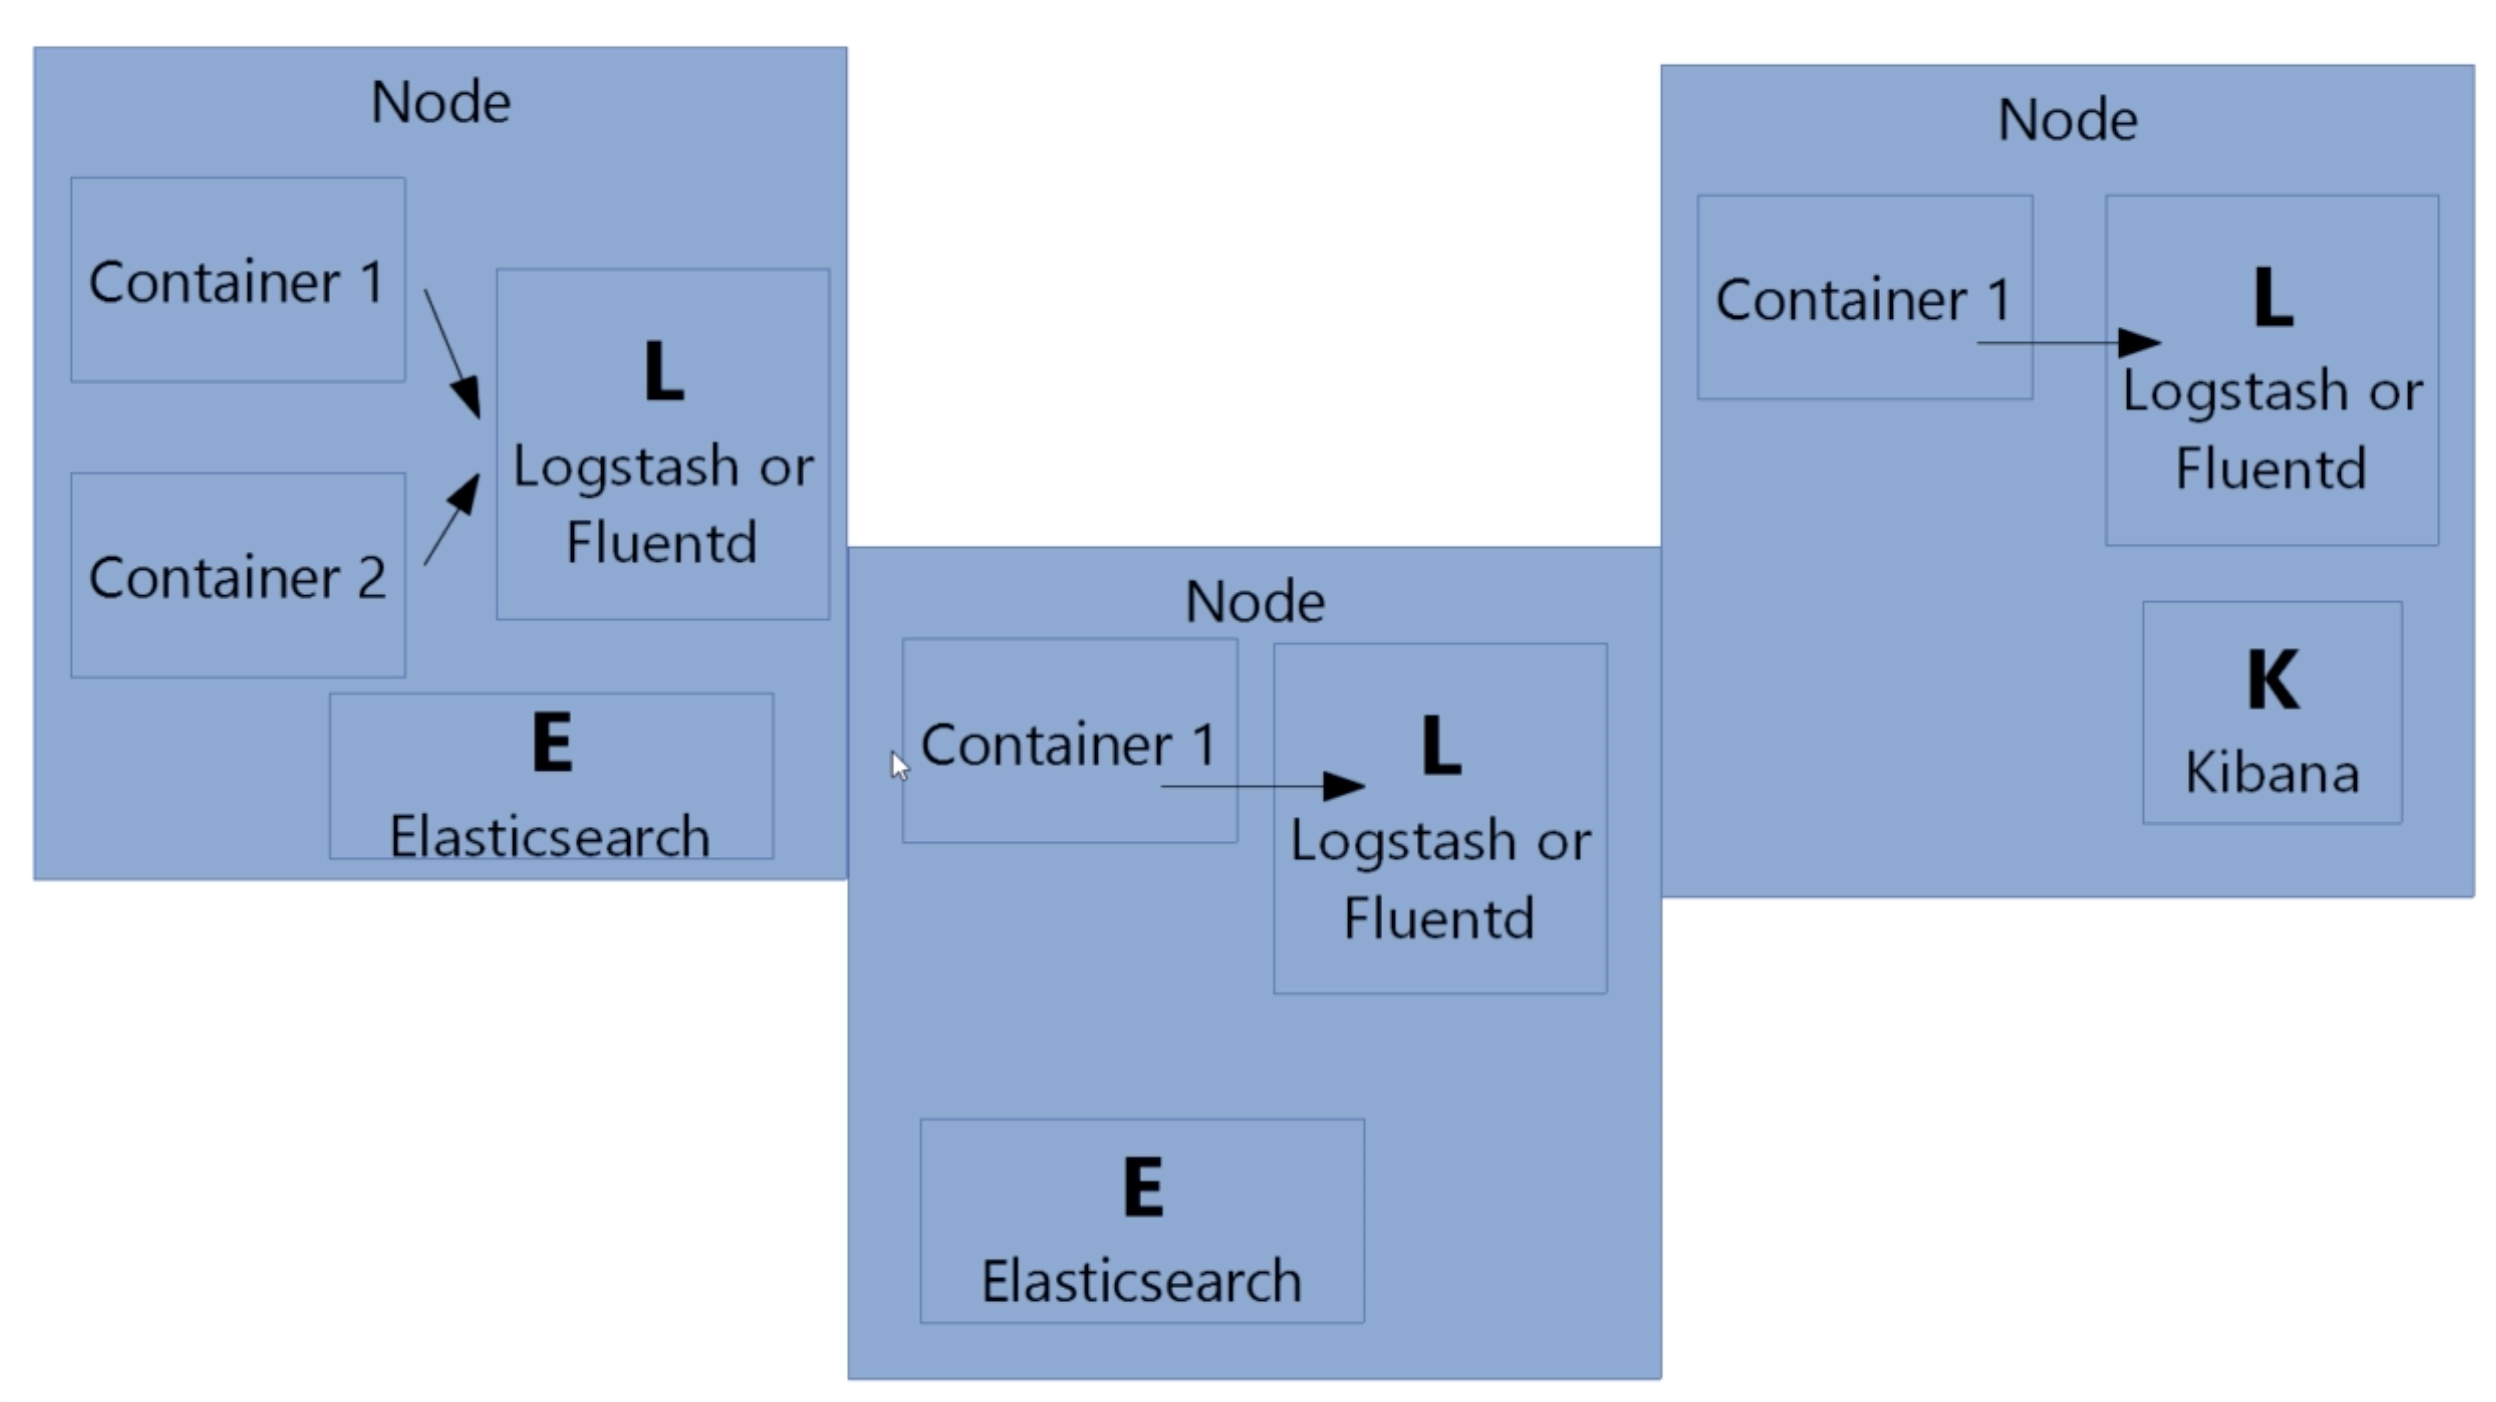 Node
Container 1
L
Logstash or
Fluentd
Container 2
E
Elasticsearch
Node
Container 1
L
Logstash or
Fluentd
E
Elasticsearch
Node
Container 1
L
Logstash or
Fluentd
K
Kibana